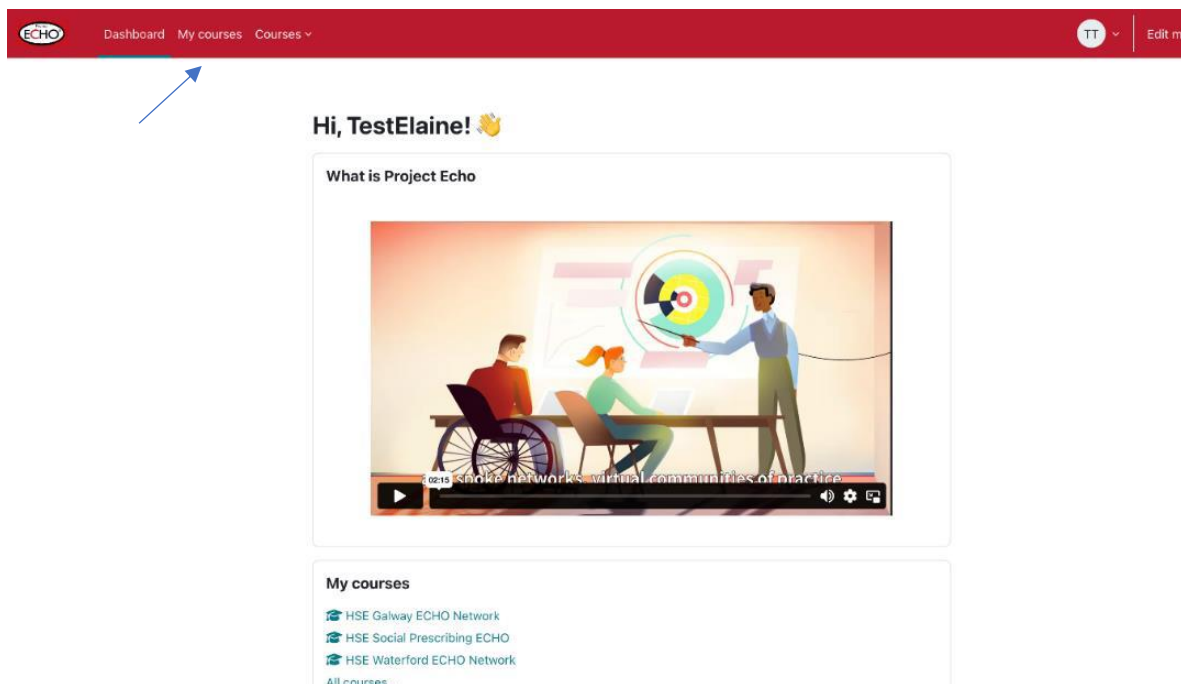 ECHO Dashboard My courses Courses TT Edit m
Hi, TestElaine! 👋
What is Project Echo
02:15 spoke networks, virtual communities of practice
My courses
HSE Galway ECHO Network
HSE Social Prescribing ECHO
HSE Waterford ECHO Network
All courses